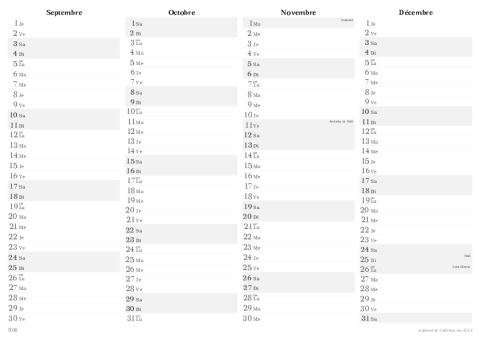 Septembre
1 Je
2 Ve
3 Sa
4 Di
5 Lu
6 Ma
7 Me
8 Je
9 Ve
10 Sa
11 Di
12 Lu
13 Ma
14 Me
15 Je
16 Ve
17 Sa
18 Di
19 Lu
20 Ma
21 Me
22 Je
23 Ve
24 Sa
25 Di
26 Lu
27 Ma
28 Me
29 Je
30 Ve
Octobre
1 Sa
2 Di
3 Lu
4 Ma
5 Me
6 Je
7 Ve
8 Sa
9 Di
10 Lu
11 Ma
12 Me
13 Je
14 Ve
15 Sa
16 Di
17 Lu
18 Ma
19 Me
20 Je
21 Ve
22 Sa
23 Di
24 Lu
25 Ma
26 Me
27 Je
28 Ve
29 Sa
30 Di
31 Lu
Novembre
1 Ma Toussaint
2 Me
3 Je
4 Ve
5 Sa
6 Di
7 Lu
8 Ma
9 Me
10 Je
11 Ve
12 Sa
13 Di
14 Lu
15 Ma
16 Me
17 Je
18 Ve
19 Sa
20 Di
21 Lu
22 Ma
23 Me
24 Je
25 Ve
26 Sa
27 Di
28 Lu
29 Ma
30 Me
Décembre
1 Je
2 Ve
3 Sa
4 Di
5 Lu
6 Ma
7 Me
8 Je
9 Ve
10 Sa
11 Di
12 Lu
13 Ma
14 Me
15 Je
16 Ve
17 Sa
18 Di
19 Lu
20 Ma
21 Me
22 Je
23 Ve
24 Sa
25 Di Noël
26 Lu
27 Ma
28 Me
29 Je
30 Ve
31 Sa
2016